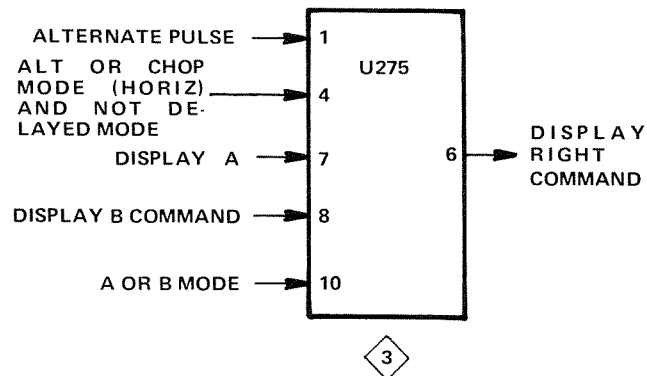 ALTERNATE PULSE
1
U275
ALT OR CHOP
MODE (HORIZ)
AND NOT DE-
LAYED MODE
4
DISPLAY A
7
6
DISPLAY
RIGHT
COMMAND
DISPLAY B COMMAND
8
A OR B MODE
10
3